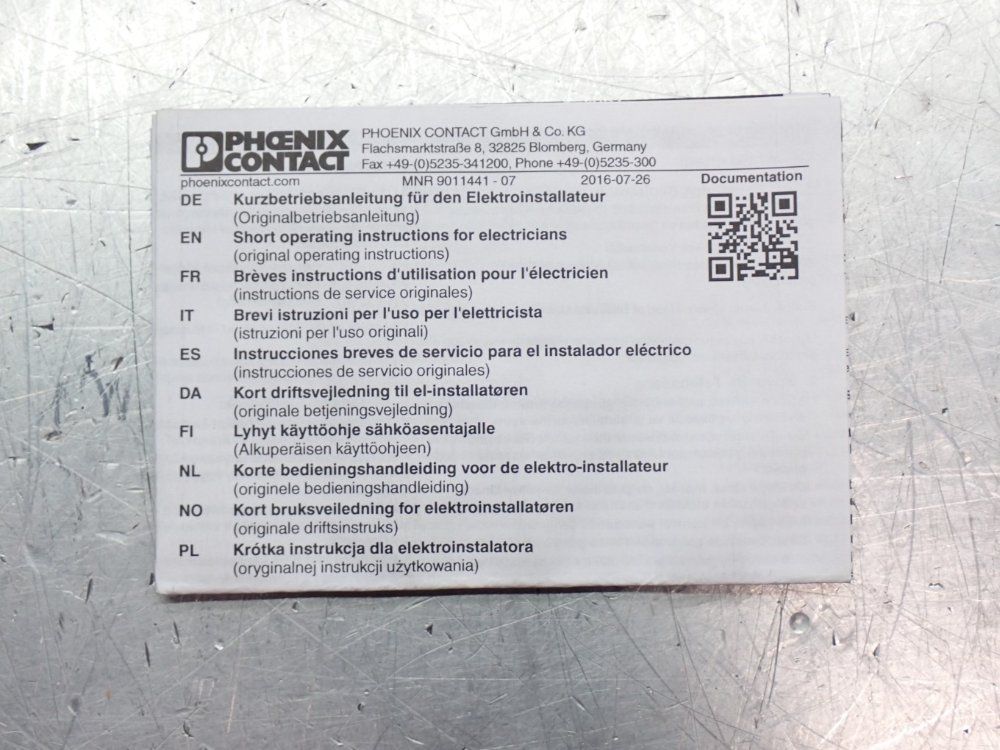 PHŒNIX
CONTACT
PHOENIX CONTACT GmbH & Co. KG
Flachsmarktstraße 8, 32825 Blomberg, Germany
Fax +49-(0)5235-341200, Phone +49-(0)5235-300
phoenixcontact.com MNR 9011441 - 07 2016-07-26 Documentation
DE Kurzbetriebsanleitung für den Elektroinstallateur
(Originalbetriebsanleitung)
EN Short operating instructions for electricians
(original operating instructions)
FR Brèves instructions d'utilisation pour l'électricien
(instructions de service originales)
IT Brevi istruzioni per l'uso per l'elettricista
(istruzioni per l'uso originali)
ES Instrucciones breves de servicio para el instalador eléctrico
(instrucciones de servicio originales)
DA Kort driftsvejledning til el-installatøren
(originale betjeningsvejledning)
FI Lyhyt käyttöohje sähköasentajalle
(Alkuperäisen käyttöohjeen)
NL Korte bedieningshandleiding voor de elektro-installateur
(originele bedieningshandleiding)
NO Kort bruksveiledning for elektroinstallatøren
(originale driftsinstruks)
PL Krótka instrukcja dla elektroinstalatora
(oryginalnej instrukcji użytkowania)